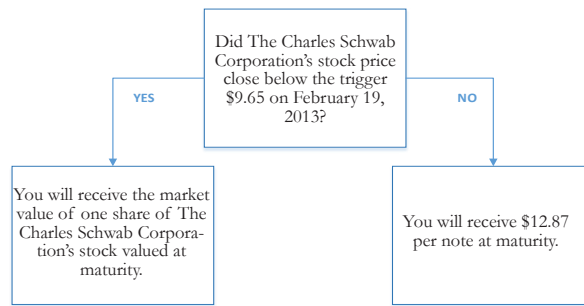 Did The Charles Schwab
Corporation's stock price
close below the trigger
$9.65 on February 19,
2013?
YES
NO
You will receive the market
value of one share of The
Charles Schwab Corpora-
tion's stock valued at
maturity.
You will receive $12.87
per note at maturity.